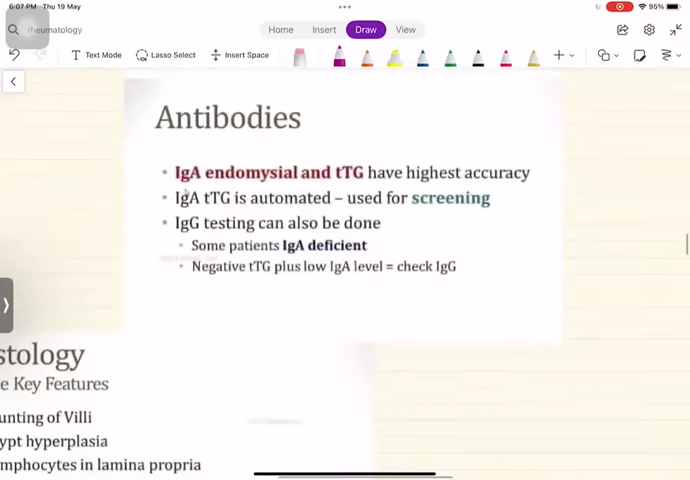 6:07 PM Thu 19 May
95%
rheumatology
Home Insert Draw View
Text Mode Lasso Select Insert Space
Antibodies
IgA endomysial and tTG have highest accuracy
IgA tTG is automated – used for screening
IgG testing can also be done
Some patients IgA deficient
Negative tTG plus low IgA level = check IgG
stology
e Key Features
unting of Villi
ypt hyperplasia
mphocytes in lamina propria